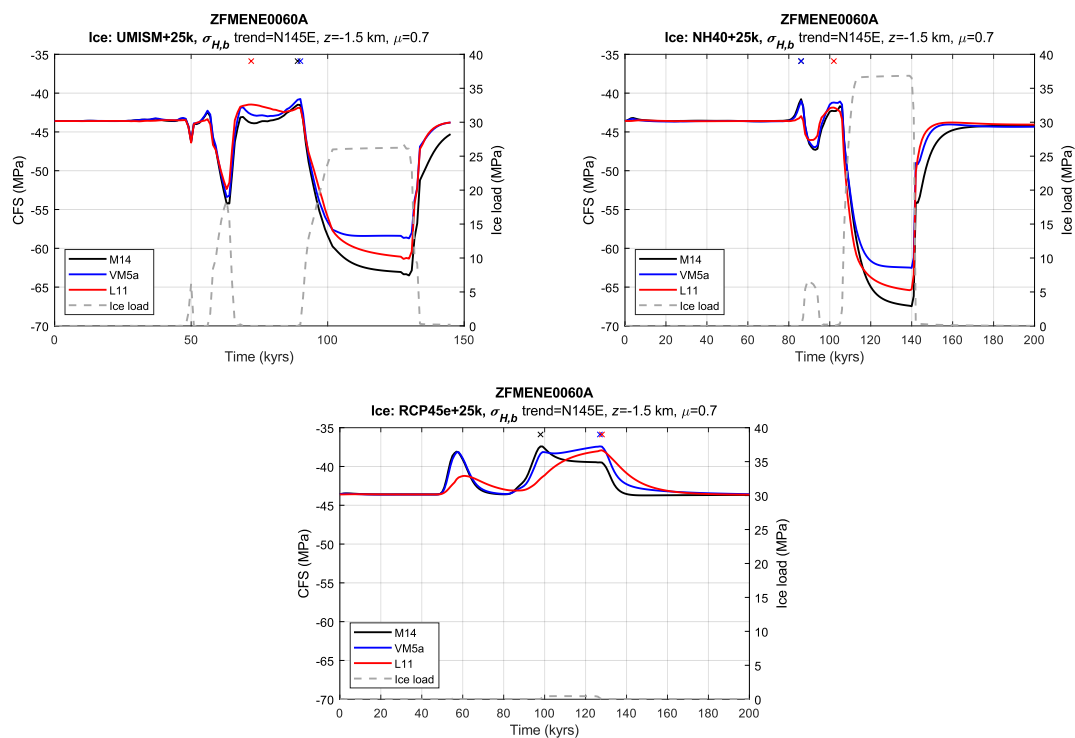 ZFMENE0060A
Ice: UMISM+25k, σH,b trend=N145E, z=-1.5 km, μ=0.7
-35
-40
-45
-50
-55
-60
-65
-70
CFS (MPa)
40
35
30
25
20
15
10
5
0
Ice load (MPa)
M14
VM5a
L11
Ice load
0
50
100
150
Time (kyrs)
ZFMENE0060A
Ice: NH40+25k, σH,b trend=N145E, z=-1.5 km, μ=0.7
-35
-40
-45
-50
-55
-60
-65
-70
CFS (MPa)
40
35
30
25
20
15
10
5
0
Ice load (MPa)
M14
VM5a
L11
Ice load
0
20
40
60
80
100
120
140
160
180
200
Time (kyrs)
ZFMENE0060A
Ice: RCP45e+25k, σH,b trend=N145E, z=-1.5 km, μ=0.7
-35
-40
-45
-50
-55
-60
-65
-70
CFS (MPa)
40
35
30
25
20
15
10
5
0
Ice load (MPa)
M14
VM5a
L11
Ice load
0
20
40
60
80
100
120
140
160
180
200
Time (kyrs)